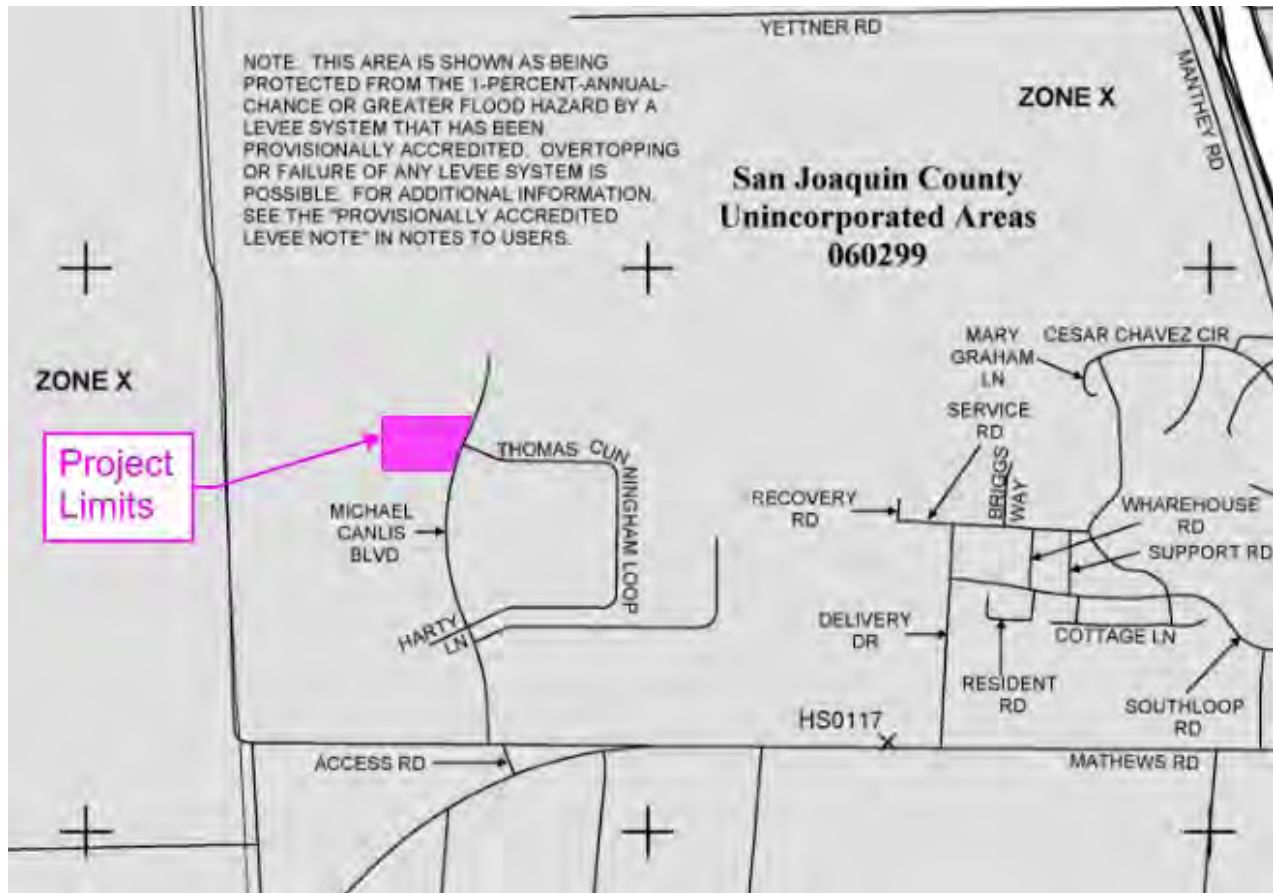 YETTNER RD
NOTE: THIS AREA IS SHOWN AS BEING
PROTECTED FROM THE 1-PERCENT-ANNUAL-
CHANCE OR GREATER FLOOD HAZARD BY A
LEVEE SYSTEM THAT HAS BEEN
PROVISIONALLY ACCREDITED. OVERTOPPING
OR FAILURE OF ANY LEVEE SYSTEM IS
POSSIBLE. FOR ADDITIONAL INFORMATION,
SEE THE "PROVISIONALLY ACCREDITED
LEVEE NOTE" IN NOTES TO USERS.
ZONE X
MANTHEY RD
San Joaquin County
Unincorporated Areas
060299
ZONE X
Project
Limits
MICHAEL
CANLIS
BLVD
THOMAS CUNNINGHAM LOOP
HARTY
LN
MARY
GRAHAM
LN
CESAR CHAVEZ CIR
SERVICE
RD
BRIGGS
WAY
RECOVERY
RD
WHAREHOUSE
RD
SUPPORT RD
DELIVERY
DR
COTTAGE LN
RESIDENT
RD
SOUTHLOOP
RD
HS0117
ACCESS RD
MATHEWS RD